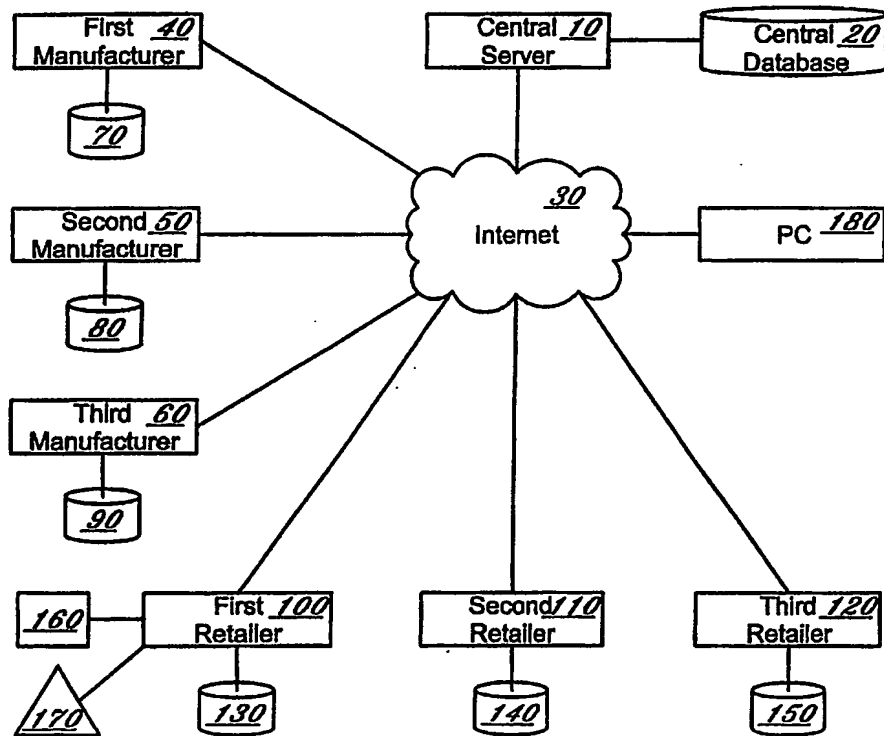 First 40
Manufacturer
Central 10
Server
Central 20
Database
70
30
Internet
Second 50
Manufacturer
PC 180
80
Third 60
Manufacturer
90
160
First 100
Retailer
Second 110
Retailer
Third 120
Retailer
170
130
140
150